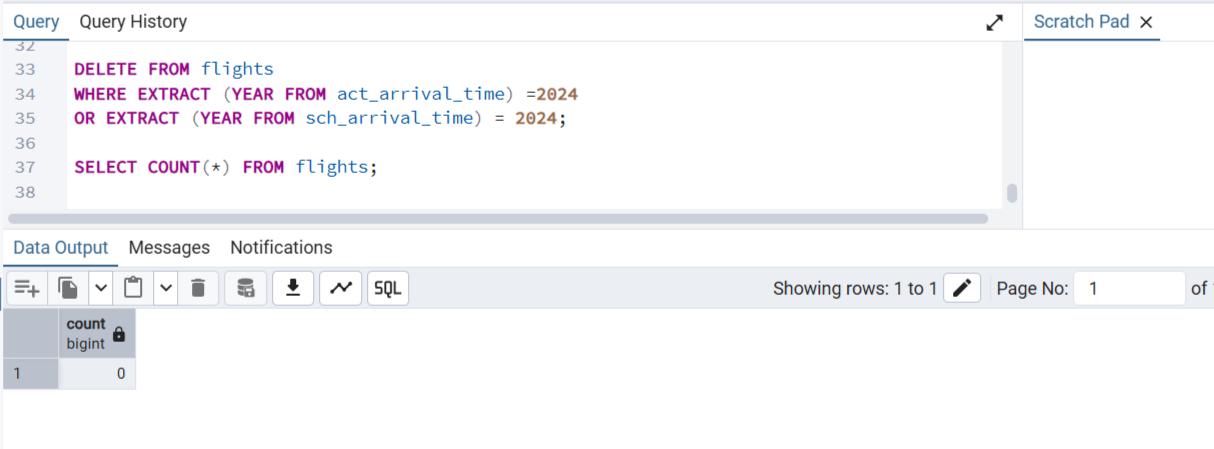 Query Query History Scratch Pad
32
33 DELETE FROM flights
34 WHERE EXTRACT (YEAR FROM act_arrival_time) =2024
35 OR EXTRACT (YEAR FROM sch_arrival_time) = 2024;
36
37 SELECT COUNT(*) FROM flights;
38
Data Output Messages Notifications
SQL Showing rows: 1 to 1 Page No: 1 of
count
bigint
1 0